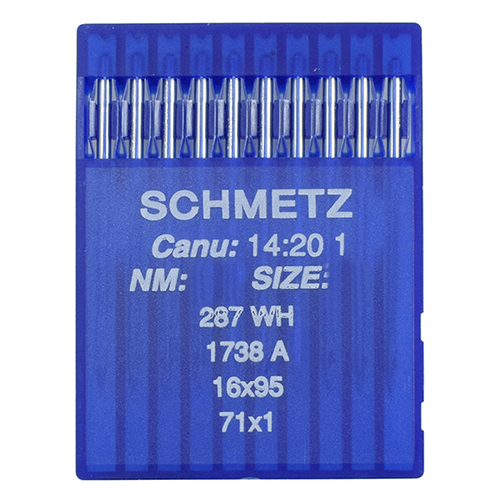 SCHMETZ
Canu: 14:20 1
NM: SIZE:
287 WH
1738 A
16x95
71x1